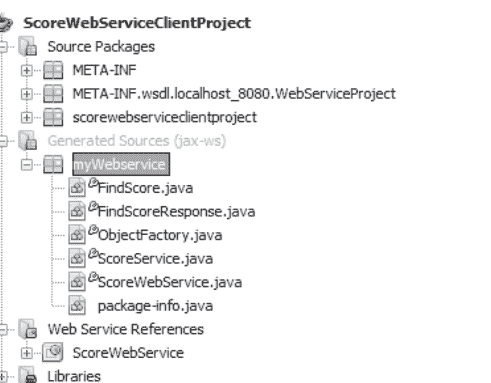 ScoreWebServiceClientProject
Source Packages
META-INF
META-INF.wsdl.localhost_8080.WebServiceProject
scorewebserviceclientproject
Generated Sources (jax-ws)
myWebservice
FindScore.java
FindScoreResponse.java
ObjectFactory.java
ScoreService.java
ScoreWebService.java
package-info.java
Web Service References
ScoreWebService
Libraries